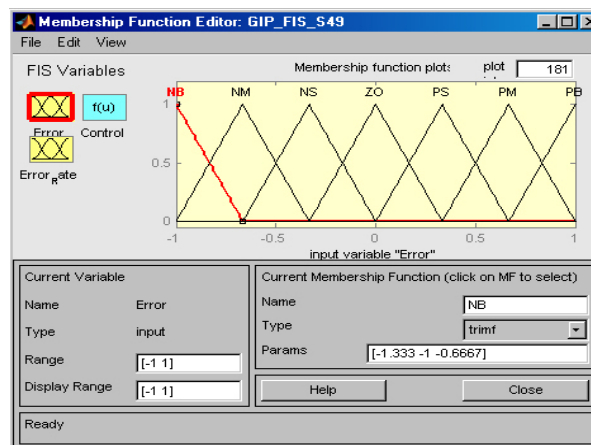 Membership Function Editor: GIP_FIS_S49
File Edit View
FIS Variables
Membership function plots
plot
181
f(u)
Error Control
Error Rate
NB NM NS ZO PS PM PB
1
0.5
0
-1 -0.5 0 0.5 1
input variable "Error"
Current Variable
Name Error
Type input
Range [-1 1]
Display Range [-1 1]
Current Membership Function (click on MF to select)
Name NB
Type trimf
Params [-1.333 -1 -0.6667]
Help Close
Ready